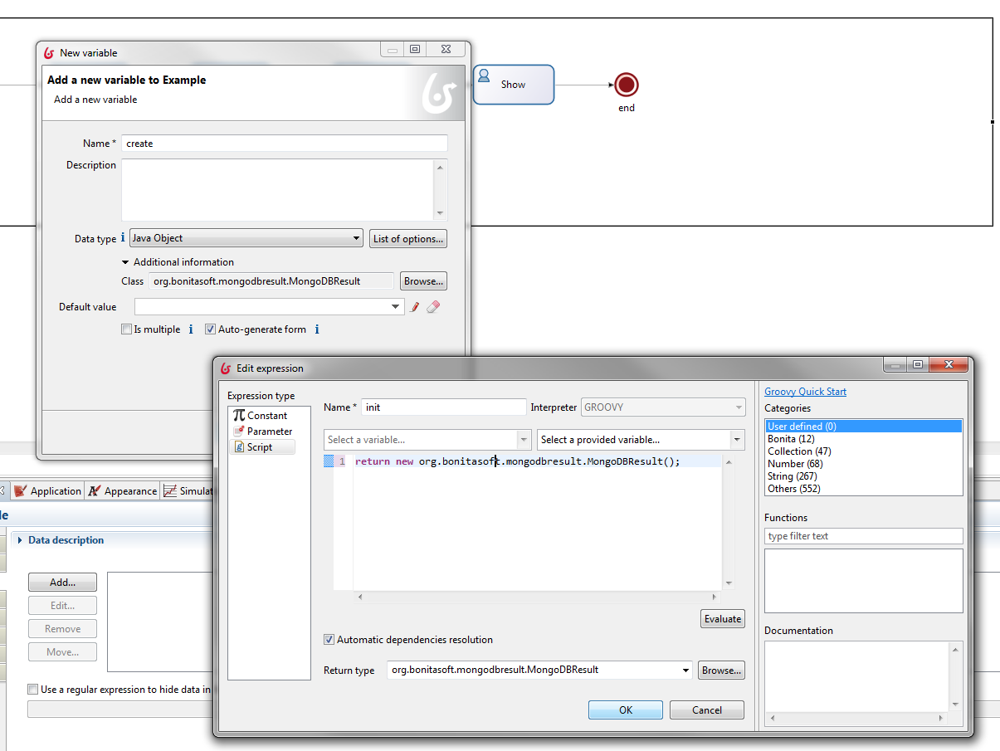 New variable
Add a new variable to Example
Add a new variable
Name *
create
Description
Data type
Java Object
List of options...
Additional information
Class
org.bonitasoft.mongodbresult.MongoDBResult
Browse...
Default value
Is multiple
Auto-generate form
Show
end
Edit expression
Expression type
Constant
Parameter
Script
Name *
init
Interpreter
GROOVY
Select a variable...
Select a provided variable...
1
return new org.bonitasoft.mongodbresult.MongoDBResult();
Evaluate
Automatic dependencies resolution
Return type
org.bonitasoft.mongodbresult.MongoDBResult
Browse...
OK
Cancel
Groovy Quick Start
Categories
User defined (0)
Bonita (12)
Collection (47)
Number (68)
String (267)
Others (552)
Functions
type filter text
Documentation
Application
Appearance
Simulat
le
Data description
Add...
Edit...
Remove
Move...
Use a regular expression to hide data in